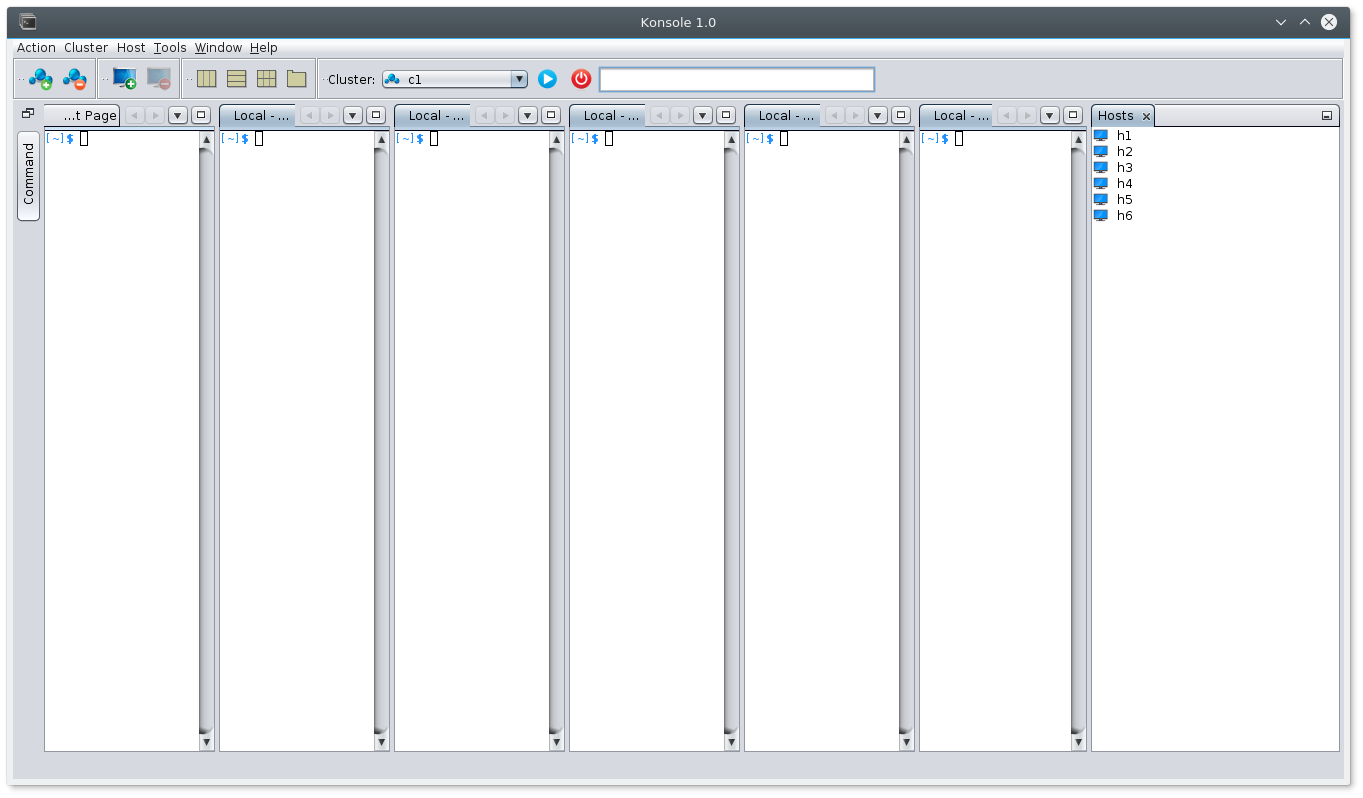 Konsole 1.0
Action Cluster Host Tools Window Help
Cluster: c1
...t Page Local - ... Local - ... Local - ... Local - ... Local - ... Hosts
Command
[~]$ [~]$ [~]$ [~]$ [~]$ [~]$
h1
h2
h3
h4
h5
h6